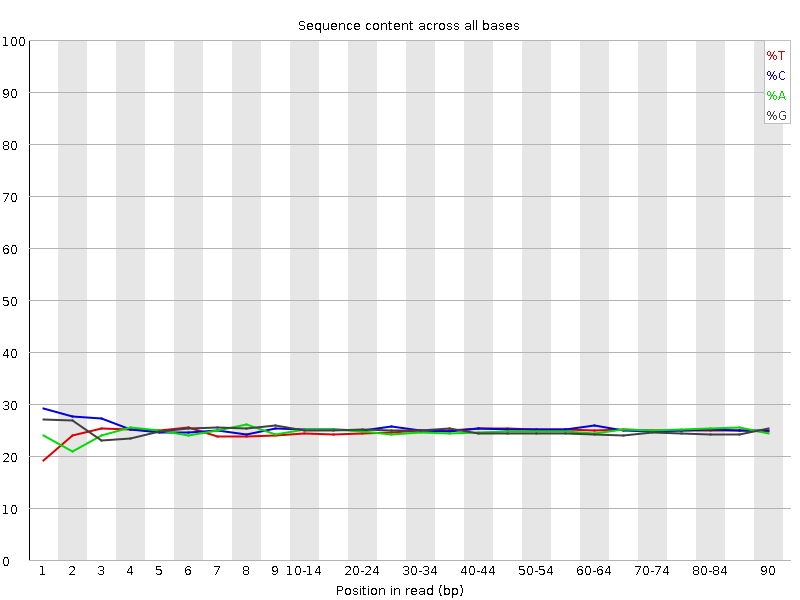 Sequence content across all bases
100
90
80
70
60
50
40
30
20
10
0
%T
%C
%A
%G
1 2 3 4 5 6 7 8 9 10-14 20-24 30-34 40-44 50-54 60-64 70-74 80-84 90
Position in read (bp)